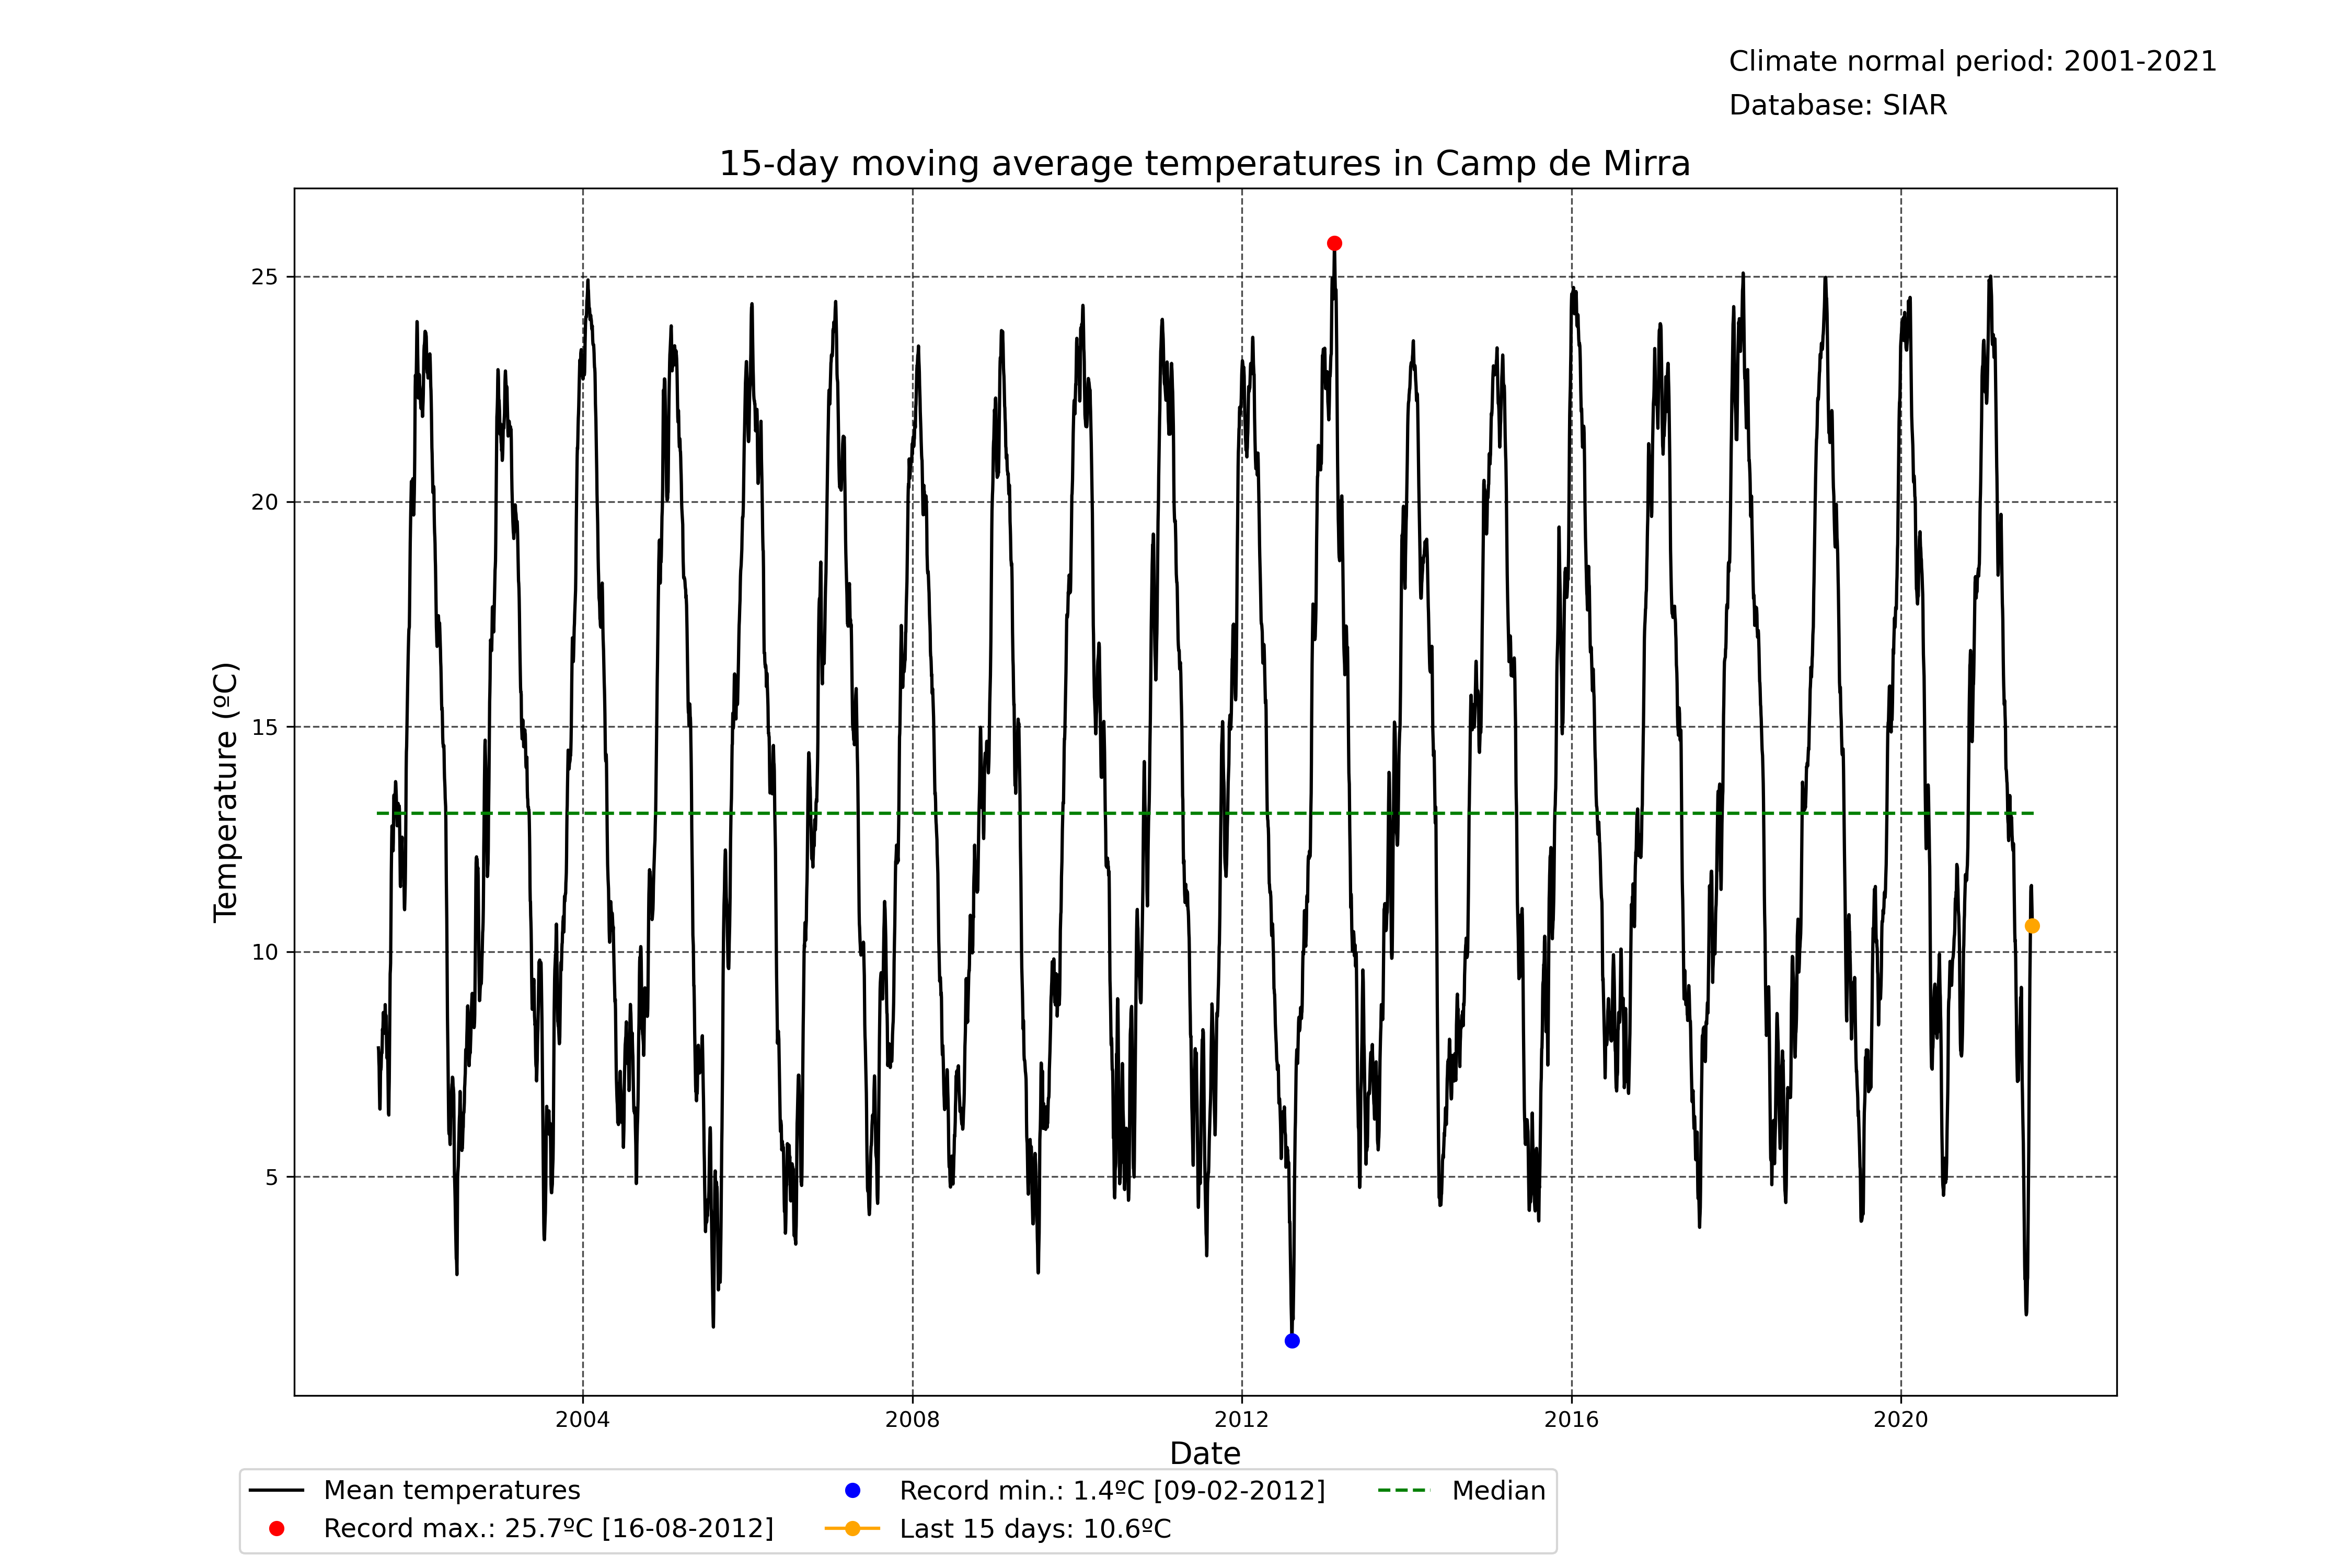 Climate normal period: 2001-2021
Database: SIAR
15-day moving average temperatures in Camp de Mirra
Temperature (ºC)
25
20
15
10
5
2004
2008
2012
2016
2020
Date
Mean temperatures
Record max.: 25.7ºC [16-08-2012]
Record min.: 1.4ºC [09-02-2012]
Last 15 days: 10.6ºC
Median